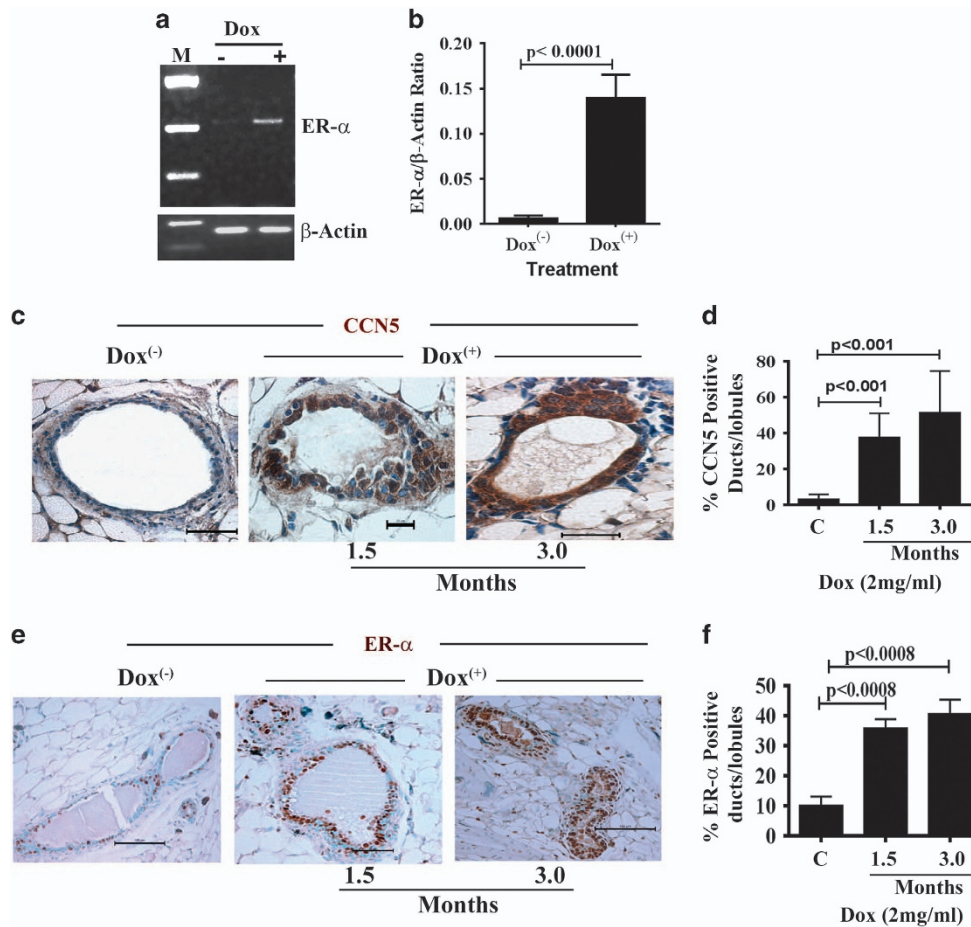 a
Dox
M - +
ER-α
β-Actin
b
p< 0.0001
ER-α/β-Actin Ratio
0.20
0.15
0.10
0.05
0.00
Dox(-) Dox(+)
Treatment
c
CCN5
Dox(-) Dox(+)
1.5 3.0
Months
d
p<0.001
p<0.001
% CCN5 Positive
Ducts/lobules
80
60
40
20
0
C 1.5 3.0
Months
Dox (2mg/ml)
e
ER-α
Dox(-) Dox(+)
1.5 3.0
Months
f
p<0.0008
p<0.0008
% ER-α Positive
ducts/lobules
50
40
30
20
10
0
C 1.5 3.0
Months
Dox (2mg/ml)